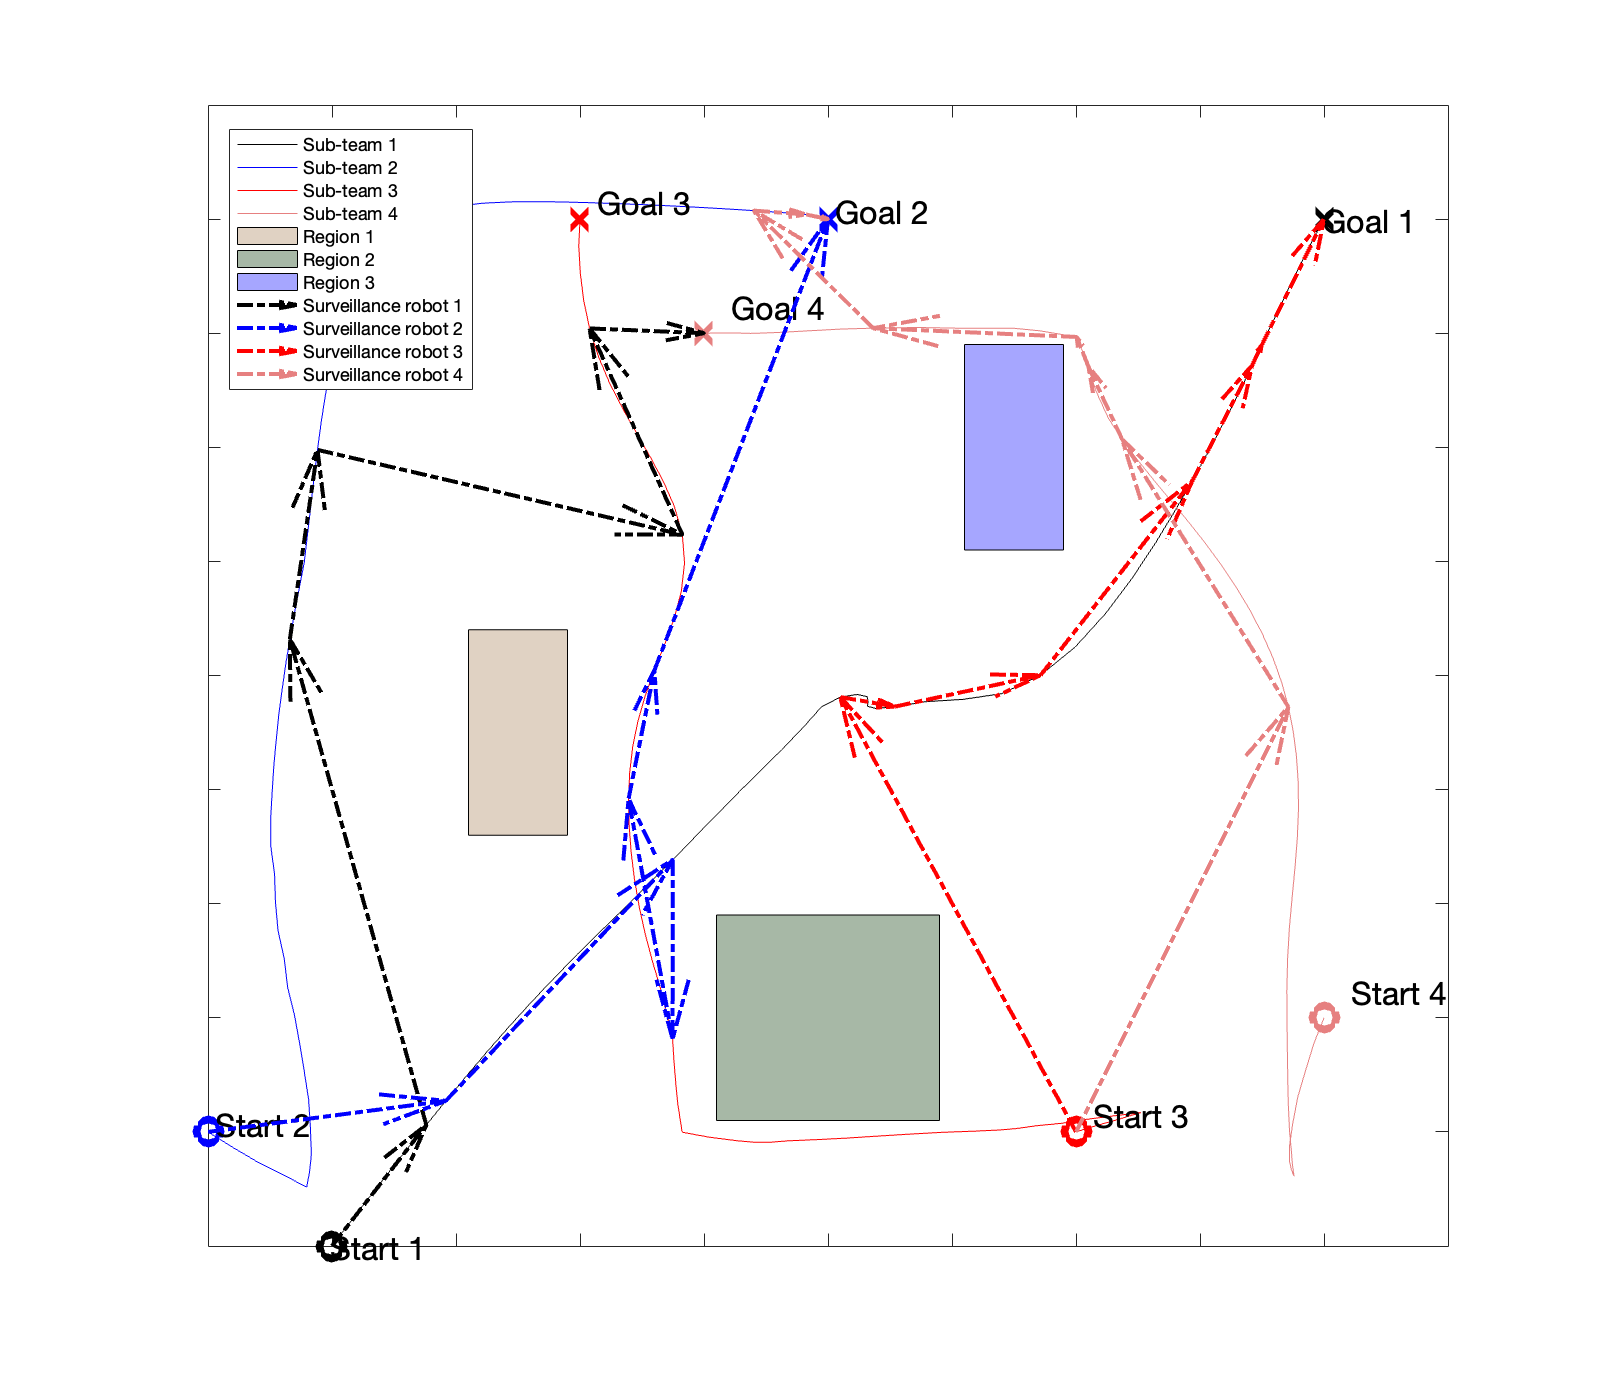 Sub-team 1
Sub-team 2
Sub-team 3
Sub-team 4
Region 1
Region 2
Region 3
Surveillance robot 1
Surveillance robot 2
Surveillance robot 3
Surveillance robot 4
Goal 3
Goal 2
Goal 1
Goal 4
Start 4
Start 2
Start 3
Start 1